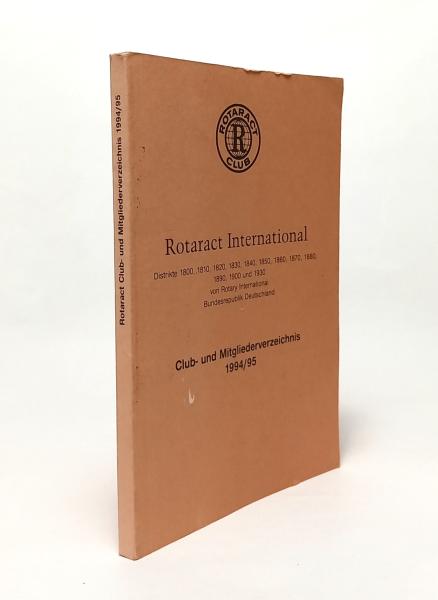 Rotaract Club- und Mitgliederverzeichnis 1994/95
ROTARACT
R
CLUB
Rotaract International
Distrikte 1800, 1810, 1820, 1830, 1840, 1850, 1860, 1870, 1880,
1890, 1900 und 1930
von Rotary International
Bundesrepublik Deutschland
Club- und Mitgliederverzeichnis
1994/95